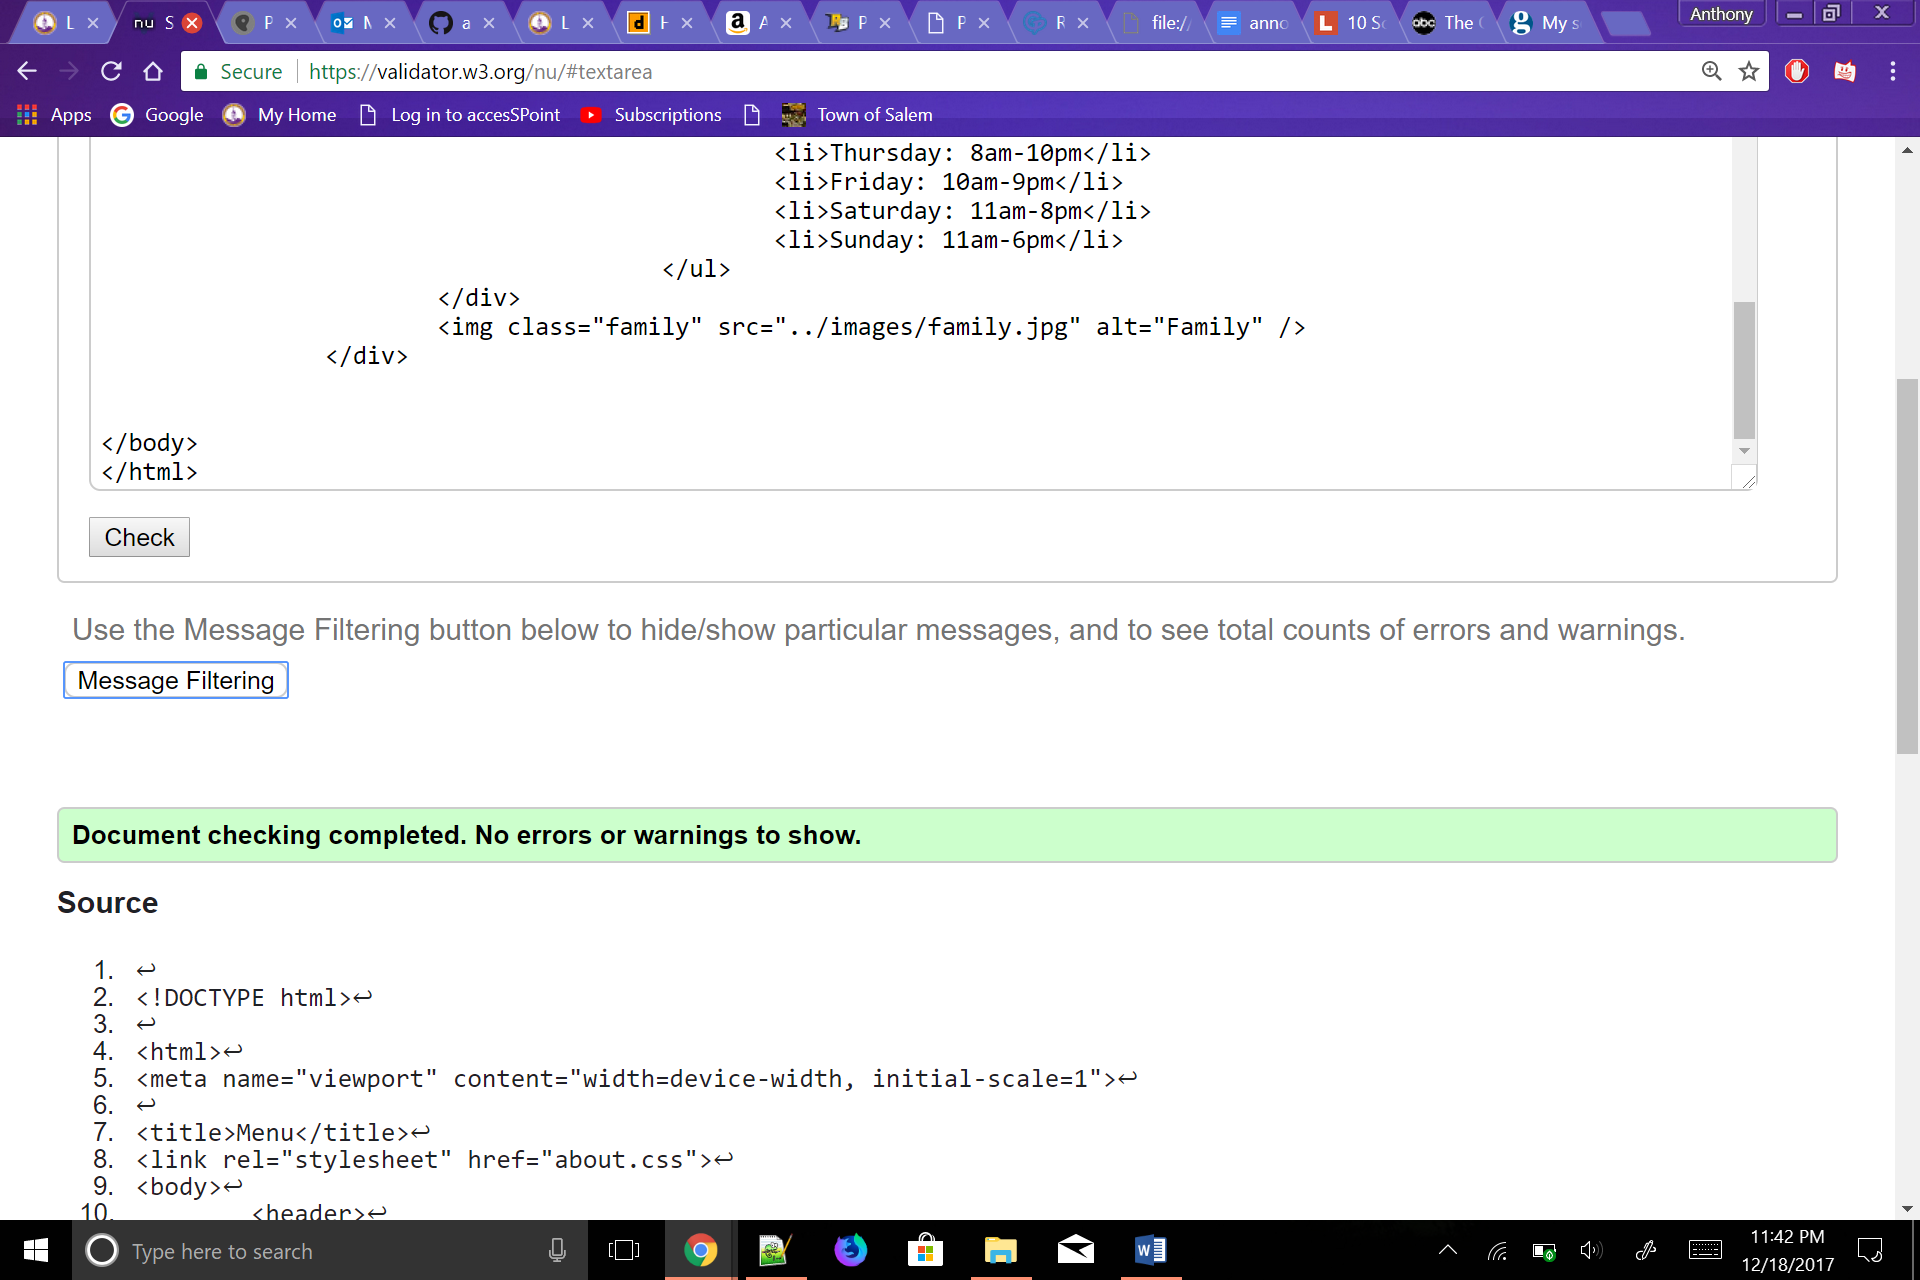 L
nu S
P
a
L
A
P
P
R
file:/
anno
10 S
The
My s
Anthony
Secure https://validator.w3.org/nu/#textarea
Apps Google My Home Log in to accesSPoint Subscriptions Town of Salem
<li>Thursday: 8am-10pm</li>
<li>Friday: 10am-9pm</li>
<li>Saturday: 11am-8pm</li>
<li>Sunday: 11am-6pm</li>
</ul>
</div>
<img class="family" src="../images/family.jpg" alt="Family" />
</div>
</body>
</html>
Check
Use the Message Filtering button below to hide/show particular messages, and to see total counts of errors and warnings.
Message Filtering
Document checking completed. No errors or warnings to show.
Source
1. ↩
2. <!DOCTYPE html>↩
3. ↩
4. <html>↩
5. <meta name="viewport" content="width=device-width, initial-scale=1">↩
6. ↩
7. <title>Menu</title>↩
8. <link rel="stylesheet" href="about.css">↩
9. <body>↩
10. <header>↩
Type here to search
11:42 PM
12/18/2017